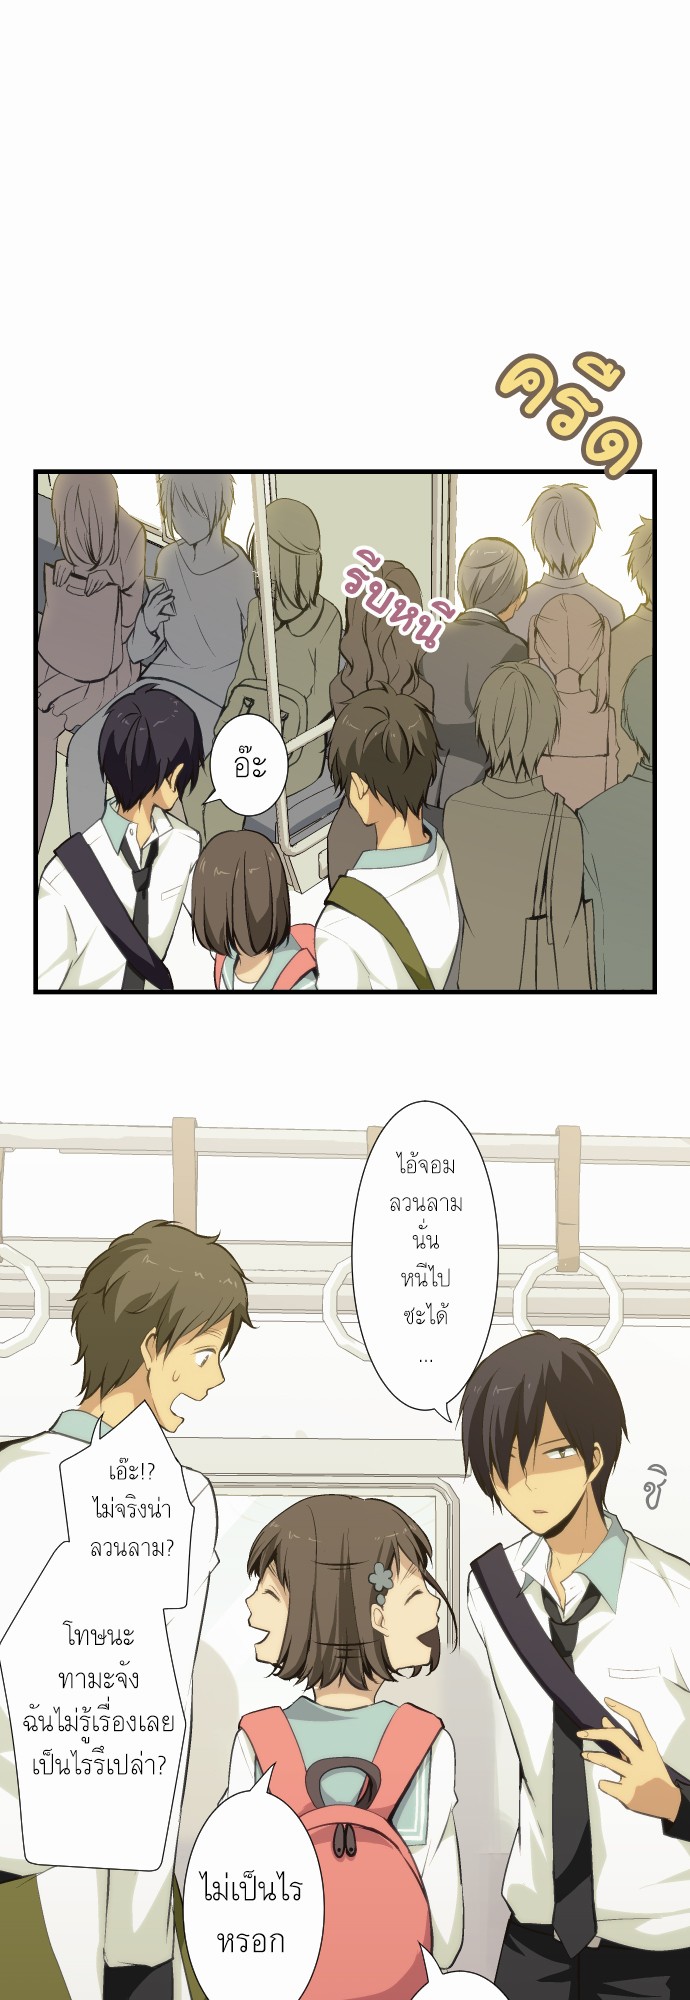 ครืด
รีบหนี
อ๊ะ
ไอ้จอม
ลวนลาม
นั่น
หนีไป
ซะได้
...
ชิ
เอ๊ะ!?
ไม่จริงน่า
ลวนลาม?
โทษนะ
ทามะจัง
ฉันไม่รู้เรื่องเลย
เป็นไรรึเปล่า?
ไม่เป็นไร
หรอก